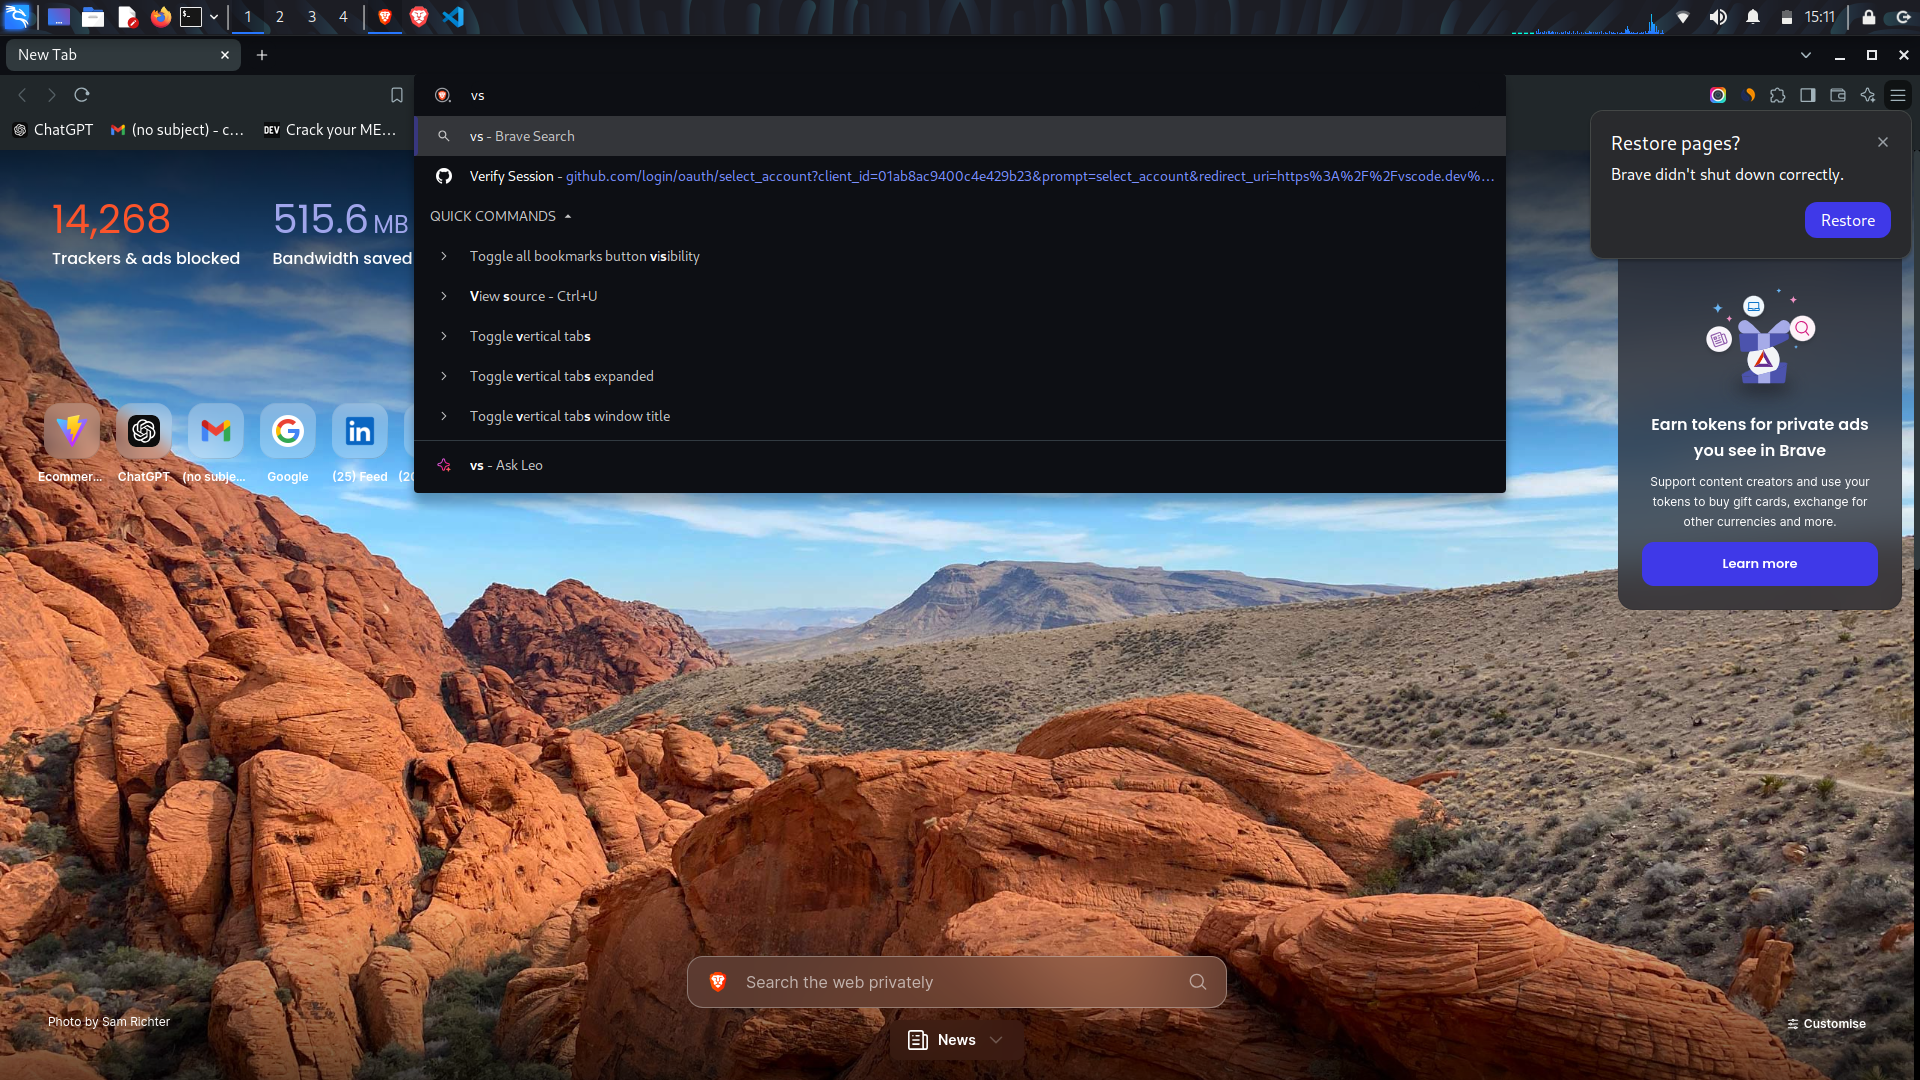 1 2 3 4
15:11
New Tab
vs
ChatGPT (no subject) - c... DEV Crack your ME...
vs - Brave Search
Verify Session - github.com/login/oauth/select_account?client_id=01ab8ac9400c4e429b23&prompt=select_account&redirect_uri=https%3A%2F%2Fvscode.dev%...
QUICK COMMANDS
Toggle all bookmarks button visibility
View source - Ctrl+U
Toggle vertical tabs
Toggle vertical tabs expanded
Toggle vertical tabs window title
vs - Ask Leo
Restore pages?
Brave didn't shut down correctly.
Restore
14,268
Trackers & ads blocked
515.6 MB
Bandwidth saved
Ecommer... ChatGPT (no subje... Google (25) Feed (20
Earn tokens for private ads
you see in Brave
Support content creators and use your
tokens to buy gift cards, exchange for
other currencies and more.
Learn more
Search the web privately
Photo by Sam Richter
Customise
News